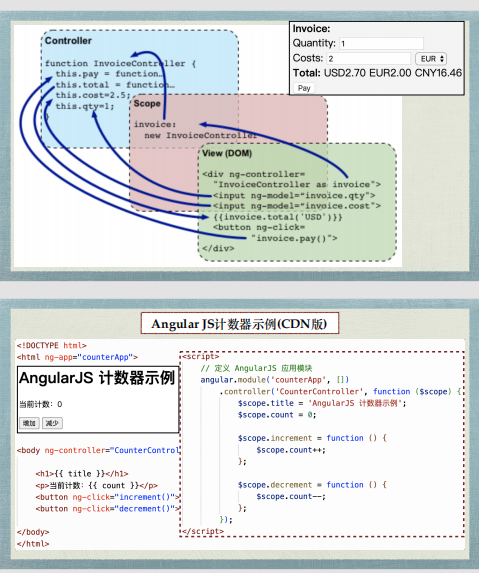 Controller
function InvoiceController {
this.pay = function…
this.total = function…
this.cost=2.5;
this.qty=1;
}
Scope
invoice:
new InvoiceController
View (DOM)
<div ng-controller=
"InvoiceController as invoice">
<input ng-model="invoice.qty">
<input ng-model="invoice.cost">
{{invoice.total('USD')}}
<button ng-click=
"invoice.pay()">
</div>
Invoice:
Quantity: 1
Costs: 2 EUR
Total: USD2.70 EUR2.00 CNY16.46
Pay
Angular JS计数器示例(CDN版)
<!DOCTYPE html>
<html ng-app="counterApp">
AngularJS 计数器示例
当前计数: 0
增加 减少
<body ng-controller="CounterControl
<h1>{{ title }}</h1>
<p>当前计数: {{ count }}</p>
<button ng-click="increment()">
<button ng-click="decrement()">
</body>
</html>
<script>
// 定义 AngularJS 应用模块
angular.module('counterApp', [])
.controller('CounterController', function ($scope) {
$scope.title = 'AngularJS 计数器示例';
$scope.count = 0;
$scope.increment = function () {
$scope.count++;
};
$scope.decrement = function () {
$scope.count--;
};
});
</script>